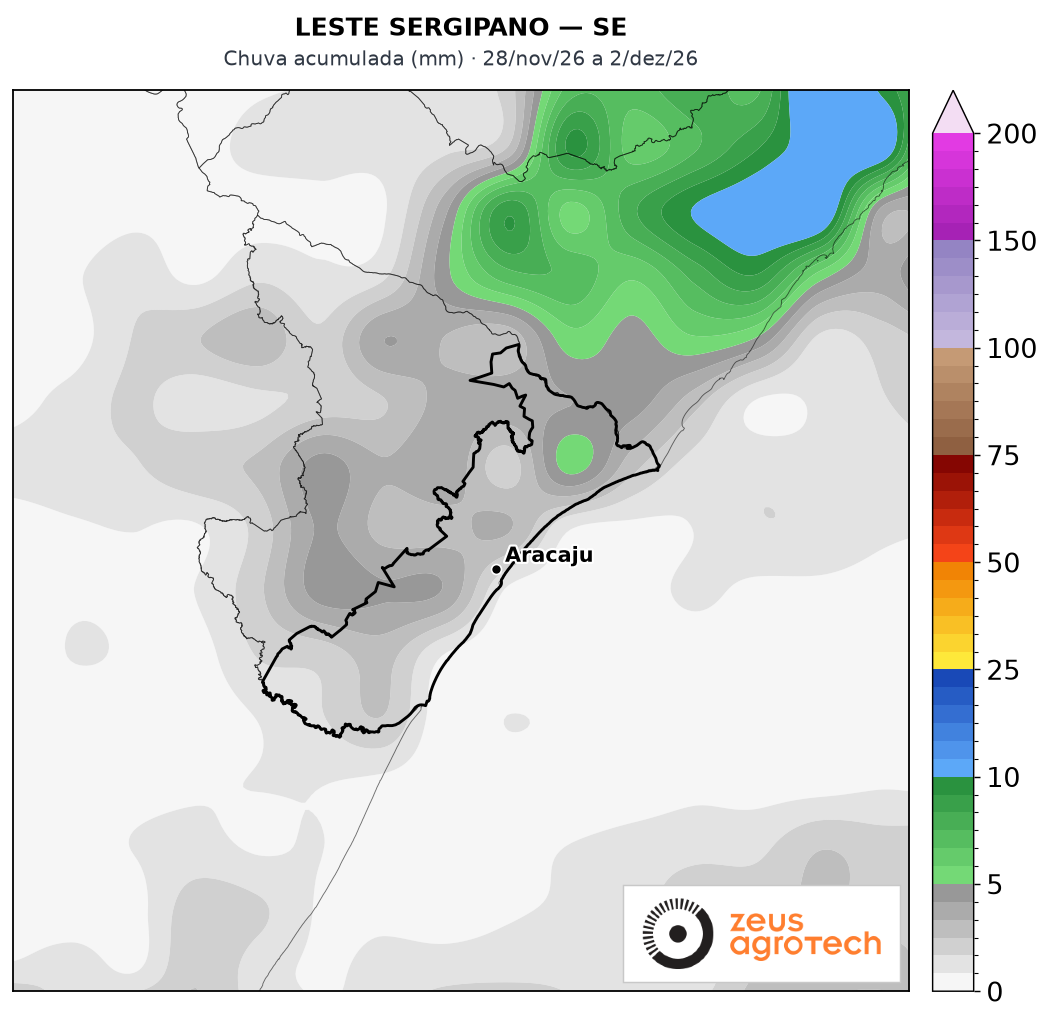 LESTE SERGIPANO — SE
Chuva acumulada (mm) · 28/nov/26 a 2/dez/26
200
150
100
75
50
25
10
5
0
Aracaju
zeus
agrotech